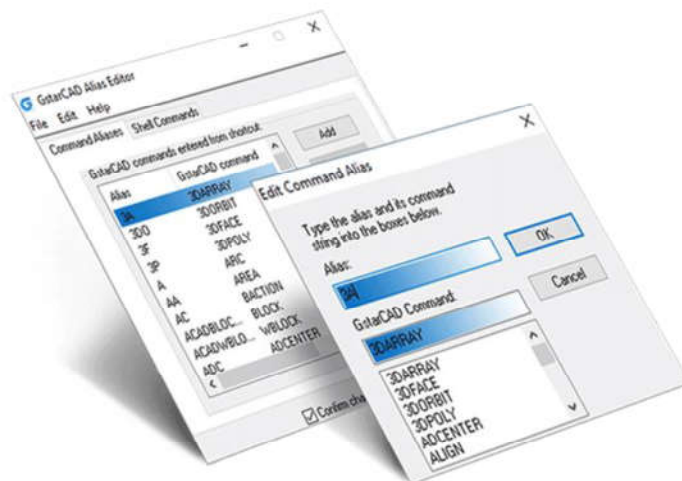 GstarCAD Alias Editor
File Edit Help
Command Aliases Shell Commands
GstarCAD commands entered from shortcut:
Alias GstarCAD command
3A 3DARRAY
3DO 3DORBIT
3F 3DFACE
3P 3DPOLY
A ARC
AA AREA
AC BACTION
ACADBLOC... BLOCK
ACADWBLO... WBLOCK
ADC ADCENTER
Add
Confirm
Edit Command Alias
Type the alias and its command
string into the boxes below.
Alias:
3A
OK
Cancel
GstarCAD Command:
3DARRAY
3DARRAY
3DFACE
3DORBIT
3DPOLY
ADCENTER
ALIGN